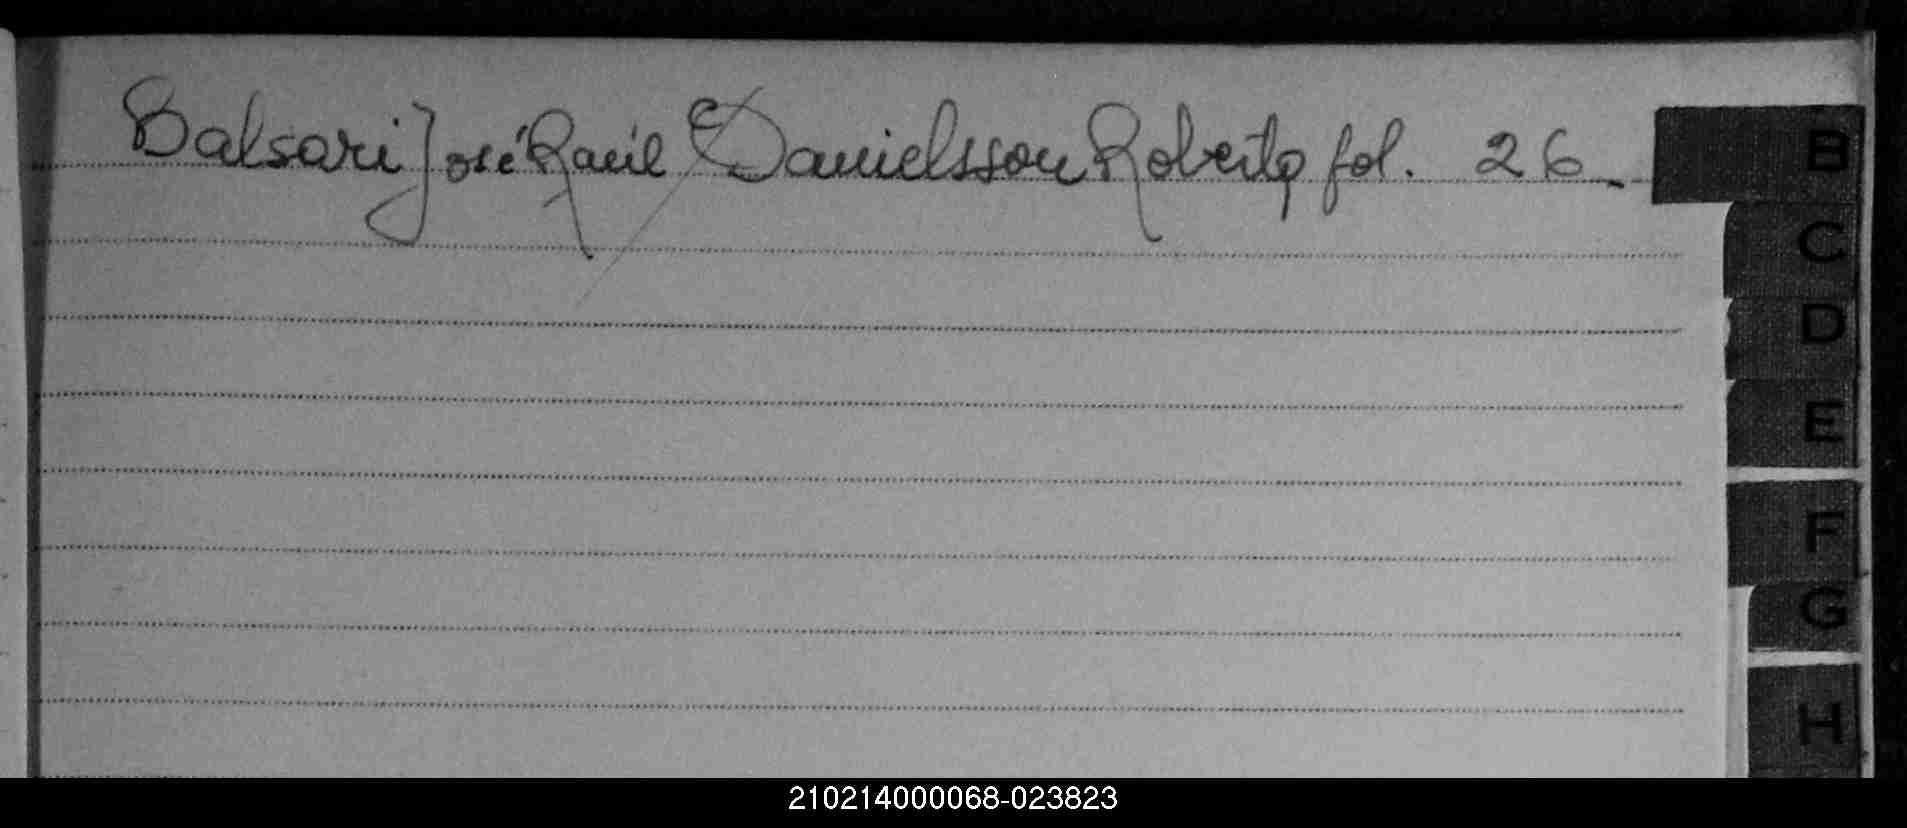 Balsari José Raúl / Danielsson Roberto fol. 26 B
C
D
E
F
G
H
210214000068-023823